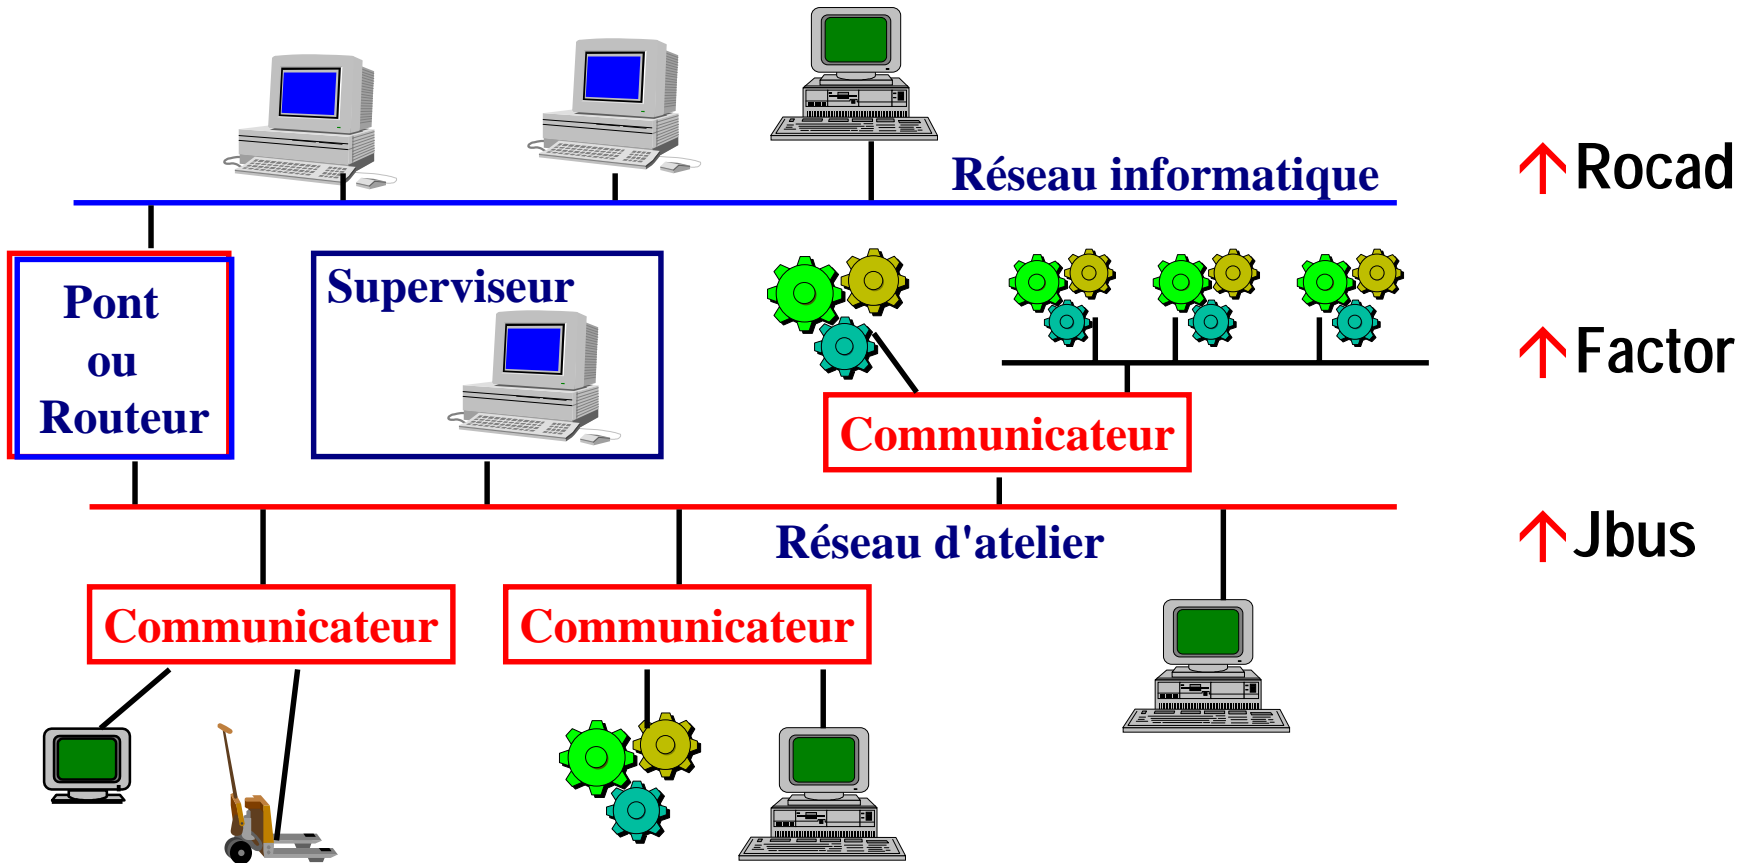 Réseau informatique
↑Rocad
Pont
ou
Routeur
Superviseur
Communicateur
↑Factor
Réseau d'atelier
↑Jbus
Communicateur
Communicateur